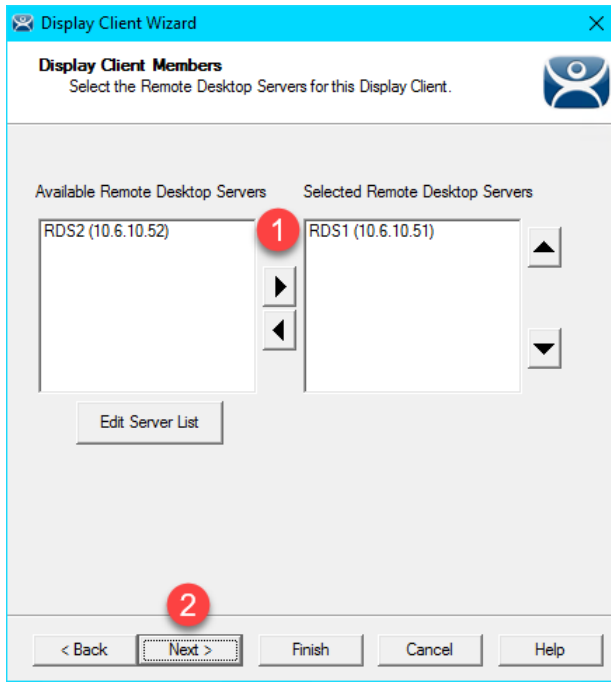 Display Client Wizard
Display Client Members
Select the Remote Desktop Servers for this Display Client.
Available Remote Desktop Servers
Selected Remote Desktop Servers
RDS2 (10.6.10.52)
1
RDS1 (10.6.10.51)
Edit Server List
2
< Back
Next >
Finish
Cancel
Help